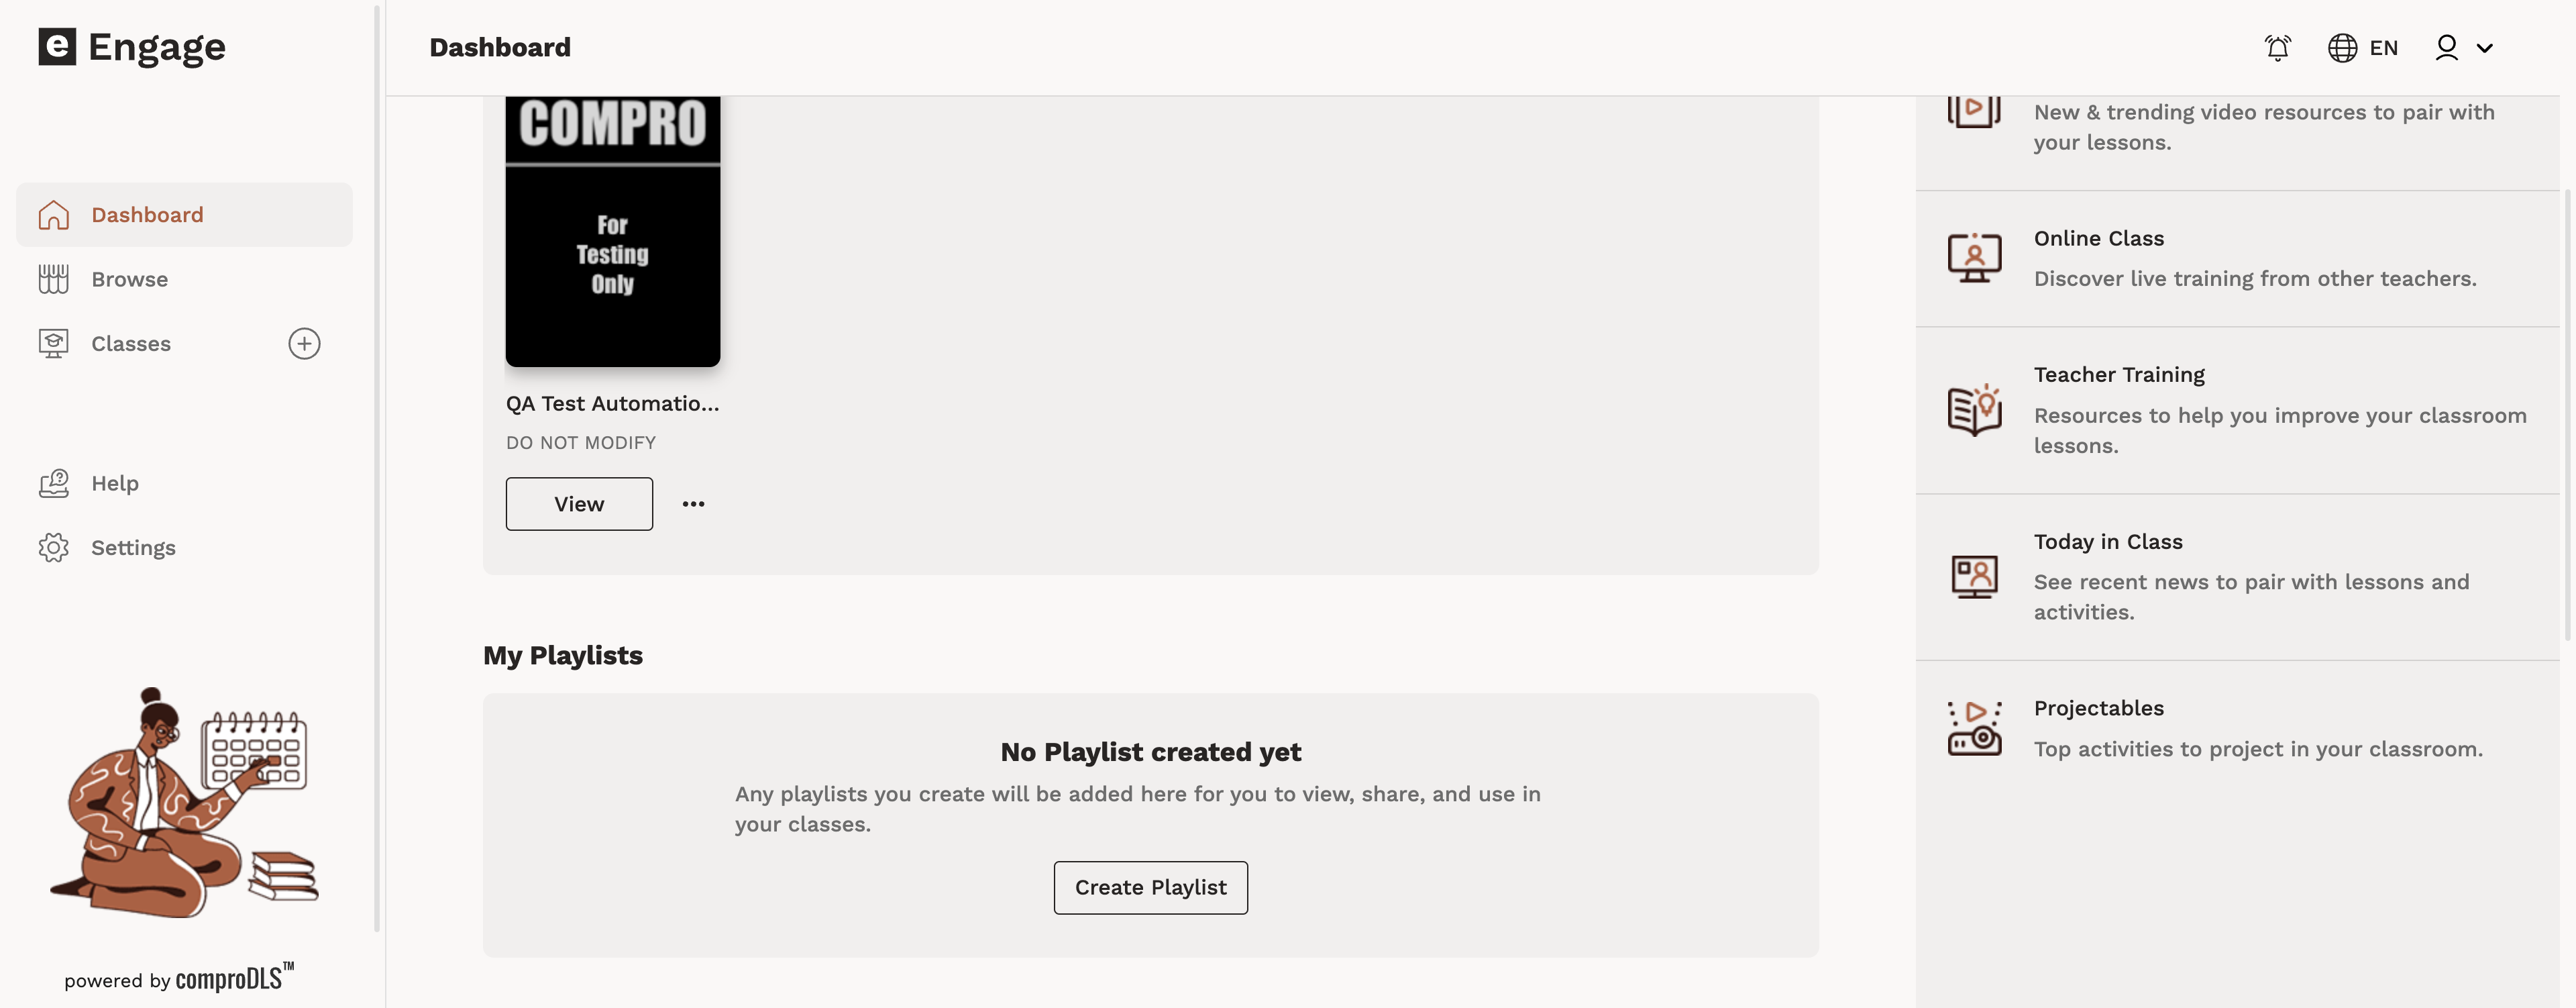 e Engage
Dashboard
EN
Dashboard
Browse
Classes
Help
Settings
powered by comproDLS™
COMPRO
For
Testing
Only
QA Test Automatio...
DO NOT MODIFY
View
My Playlists
No Playlist created yet
Any playlists you create will be added here for you to view, share, and use in
your classes.
Create Playlist
New & trending video resources to pair with
your lessons.
Online Class
Discover live training from other teachers.
Teacher Training
Resources to help you improve your classroom
lessons.
Today in Class
See recent news to pair with lessons and
activities.
Projectables
Top activities to project in your classroom.